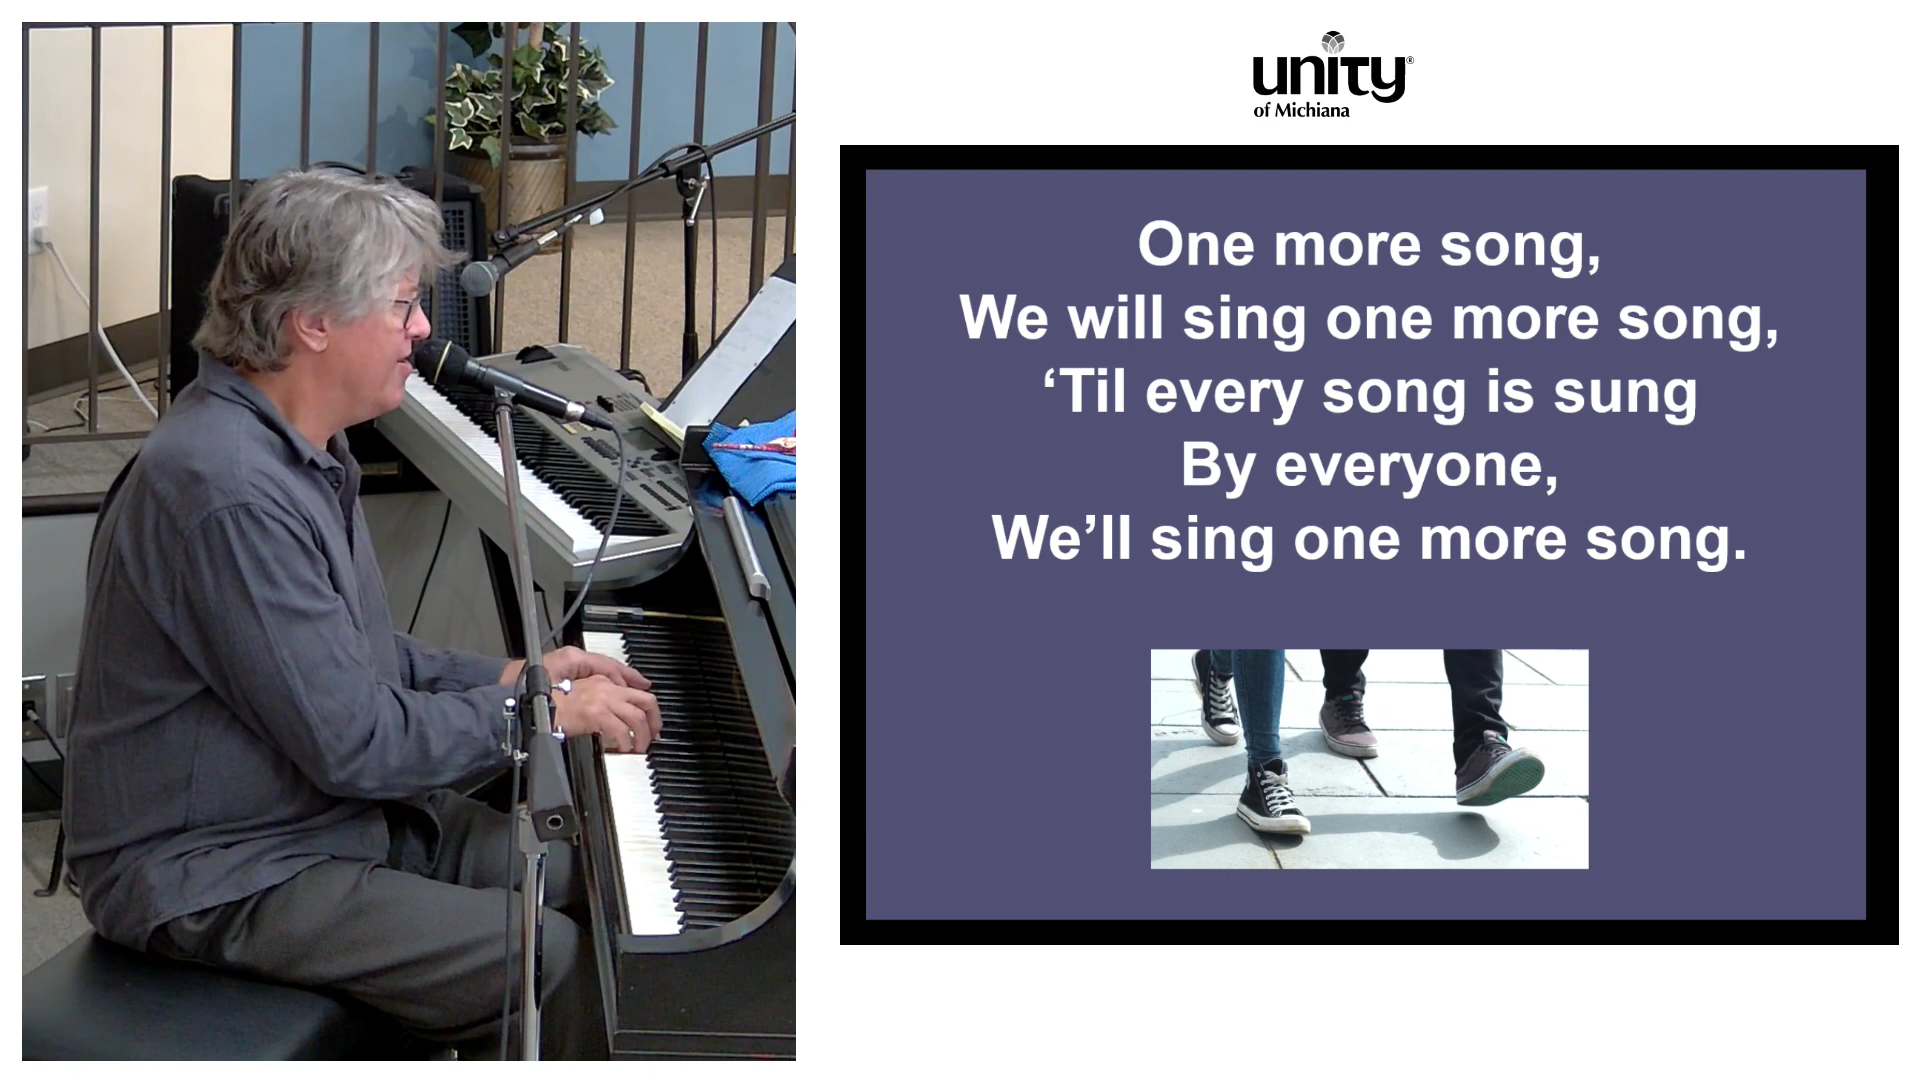 unity®
of Michiana
One more song,
We will sing one more song,
‘Til every song is sung
By everyone,
We’ll sing one more song.